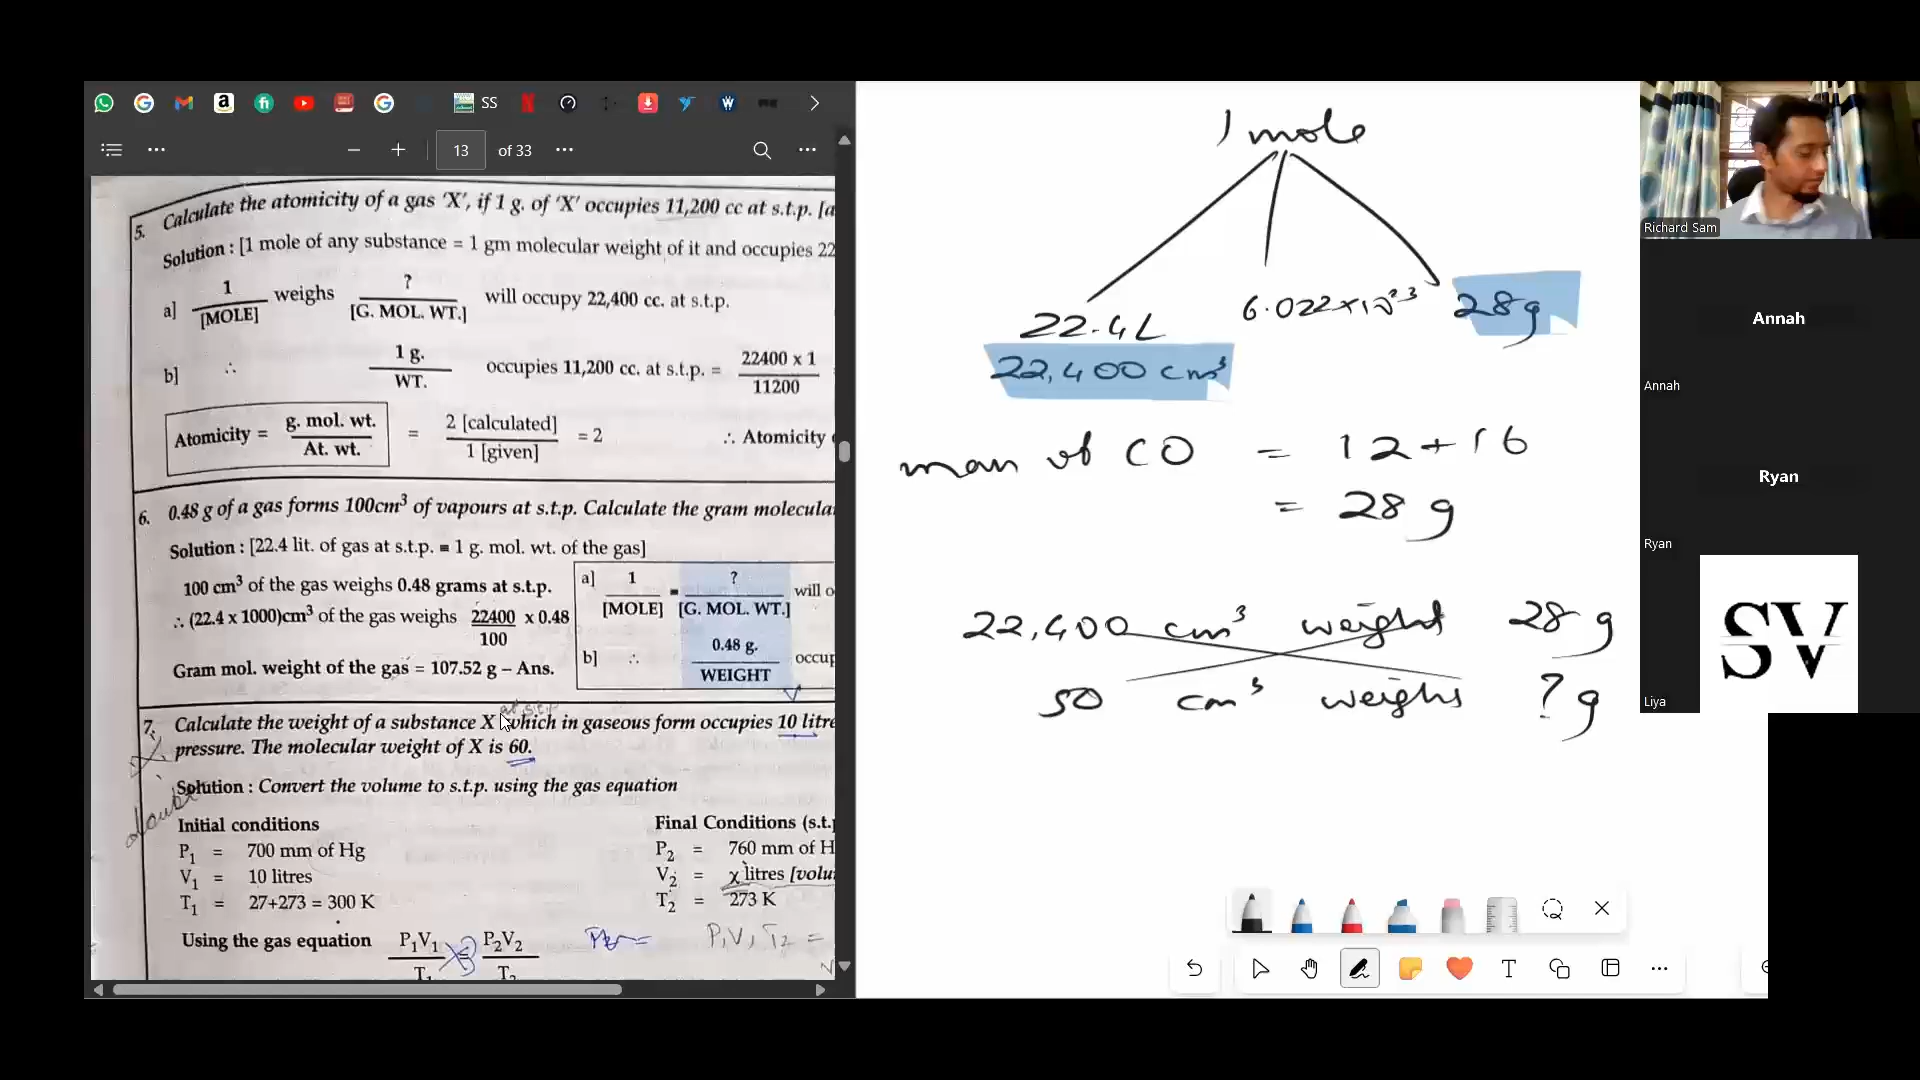 SS
13 of 33
5. Calculate the atomicity of a gas 'X', if 1 g. of 'X' occupies 11,200 cc at s.t.p. [a
Solution : [1 mole of any substance = 1 gm molecular weight of it and occupies 22
a] 1 [MOLE] weighs ? [G. MOL. WT.] will occupy 22,400 cc. at s.t.p.
b] ∴ 1 g. WT. occupies 11,200 cc. at s.t.p. = 22400 x 1 11200
Atomicity = g. mol. wt. At. wt. = 2 [calculated] 1 [given] = 2 ∴ Atomicity
6. 0.48 g of a gas forms 100cm³ of vapours at s.t.p. Calculate the gram molecula
Solution : [22.4 lit. of gas at s.t.p. = 1 g. mol. wt. of the gas]
100 cm³ of the gas weighs 0.48 grams at s.t.p.
∴ (22.4 x 1000)cm³ of the gas weighs 22400 100 x 0.48
Gram mol. weight of the gas = 107.52 g – Ans.
a] 1 [MOLE] = ? [G. MOL. WT.] will o
b] ∴ 0.48 g. WEIGHT occup
at s.t.p
7. Calculate the weight of a substance X which in gaseous form occupies 10 litre
pressure. The molecular weight of X is 60.
doubt
Solution : Convert the volume to s.t.p. using the gas equation
Initial conditions Final Conditions (s.t.p
P₁ = 700 mm of Hg P₂ = 760 mm of H
V₁ = 10 litres V₂ = x litres [volu
T₁ = 27+273 = 300 K T₂ = 273 K
Using the gas equation P₁V₁ T₁ = P₂V₂ T₂ P₁V₁T₂ =
1 mole
22.4 L 6.022×10²³ 28g
22,400 cm³
mass of CO = 12 + 16
= 28 g
22,400 cm³ weight 28 g
50 cm³ weighs ? g
Richard Sam
Annah
Annah
Ryan
Ryan
SV
Liya